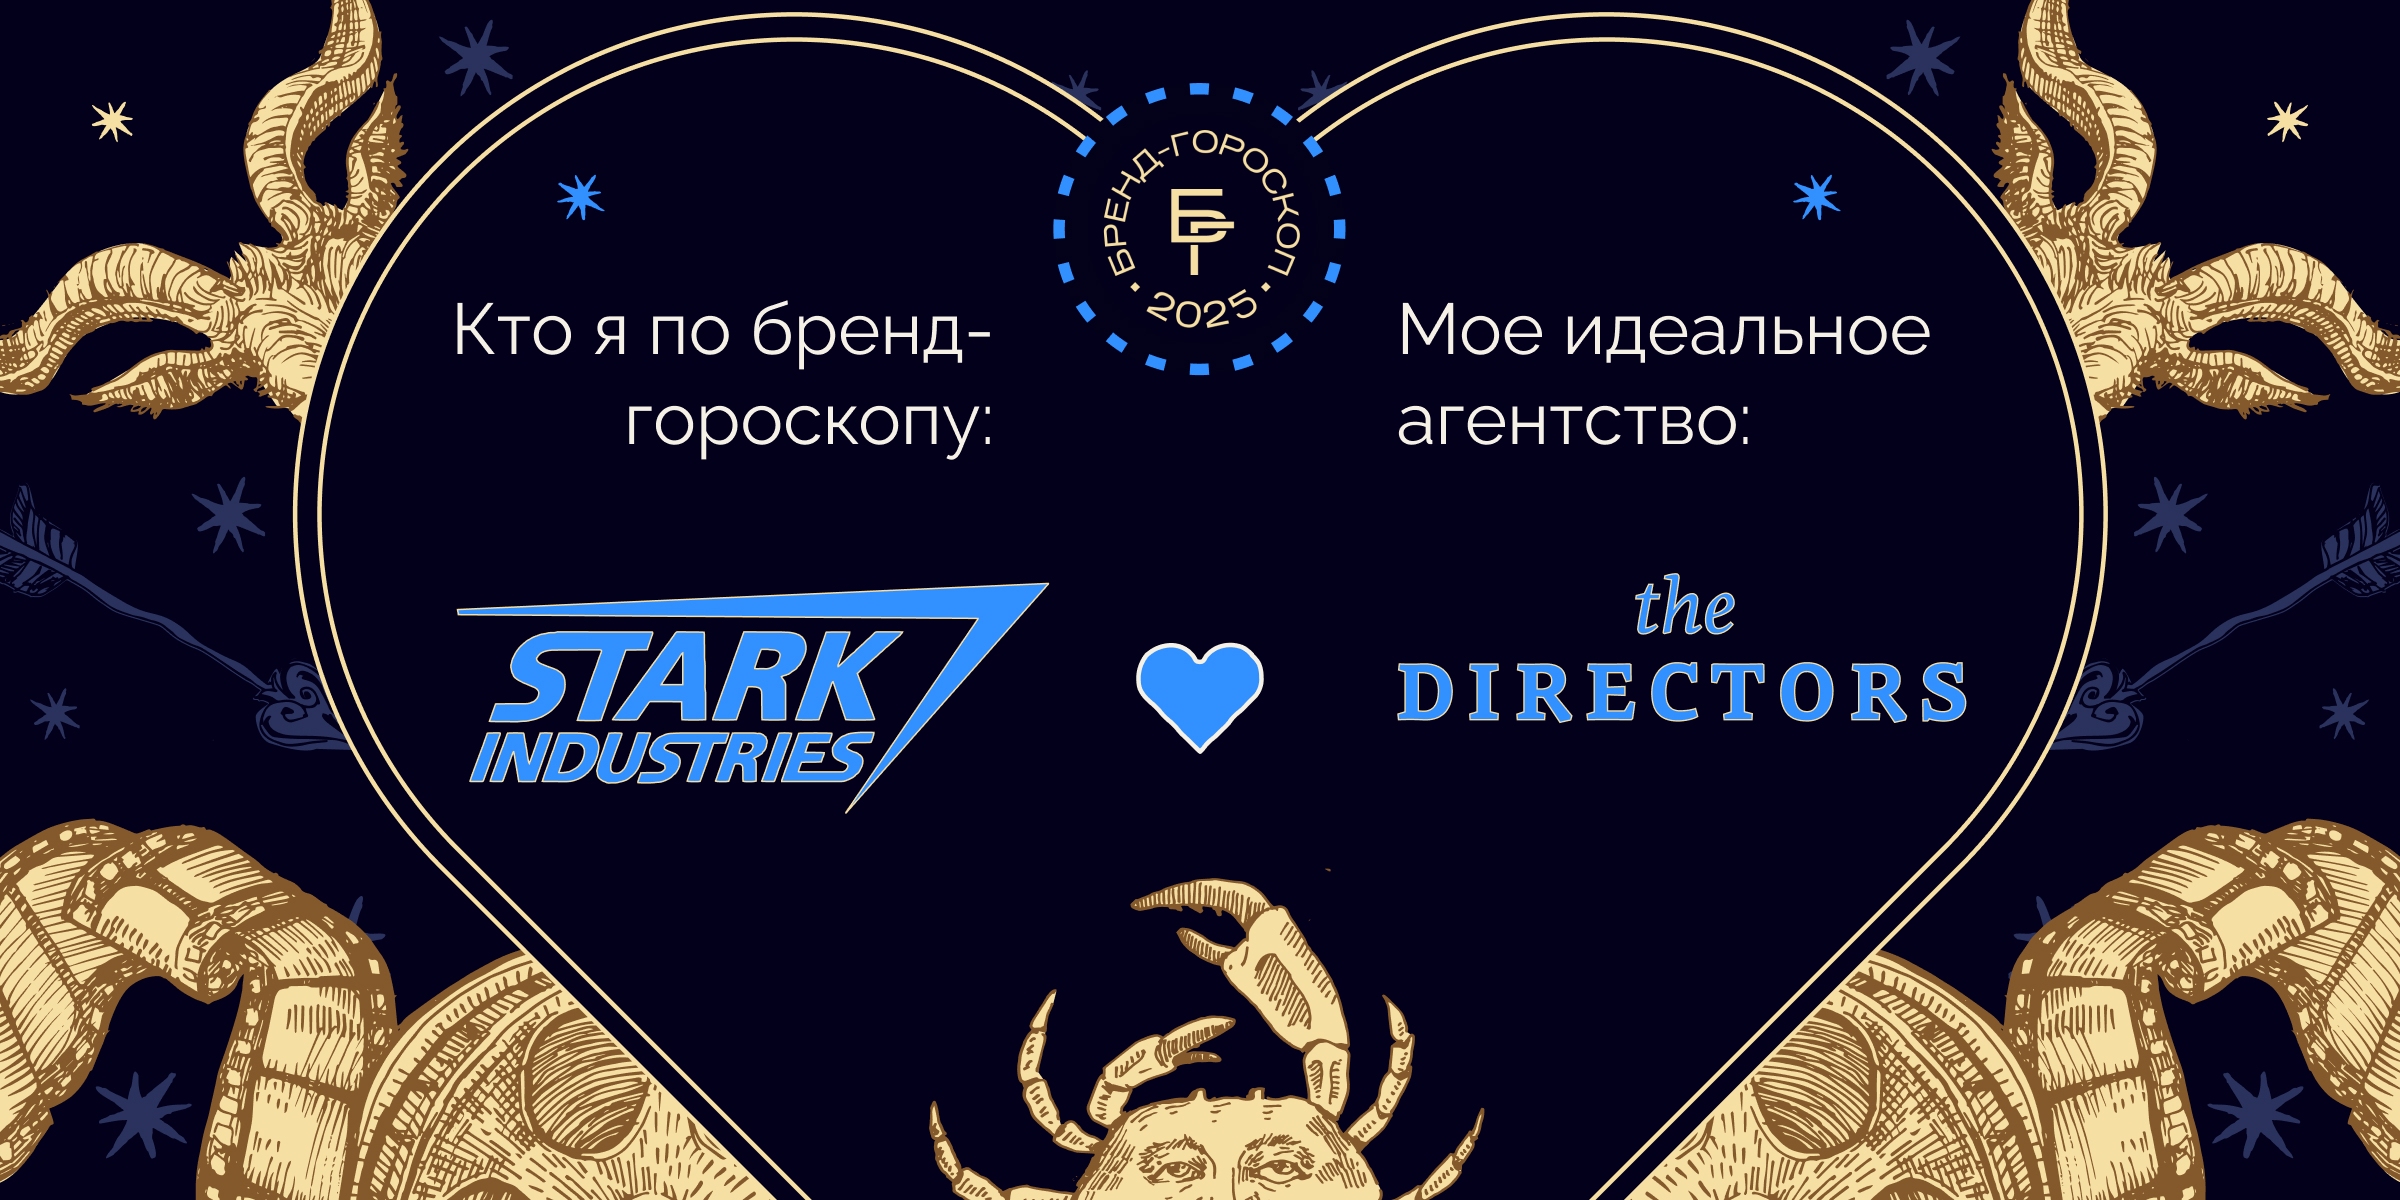 БРЕНД-ГОРОСКОП
БГ
• 2025 •
Кто я по бренд-
гороскопу:
Мое идеальное
агентство:
STARK
INDUSTRIES
the
DIRECTORS